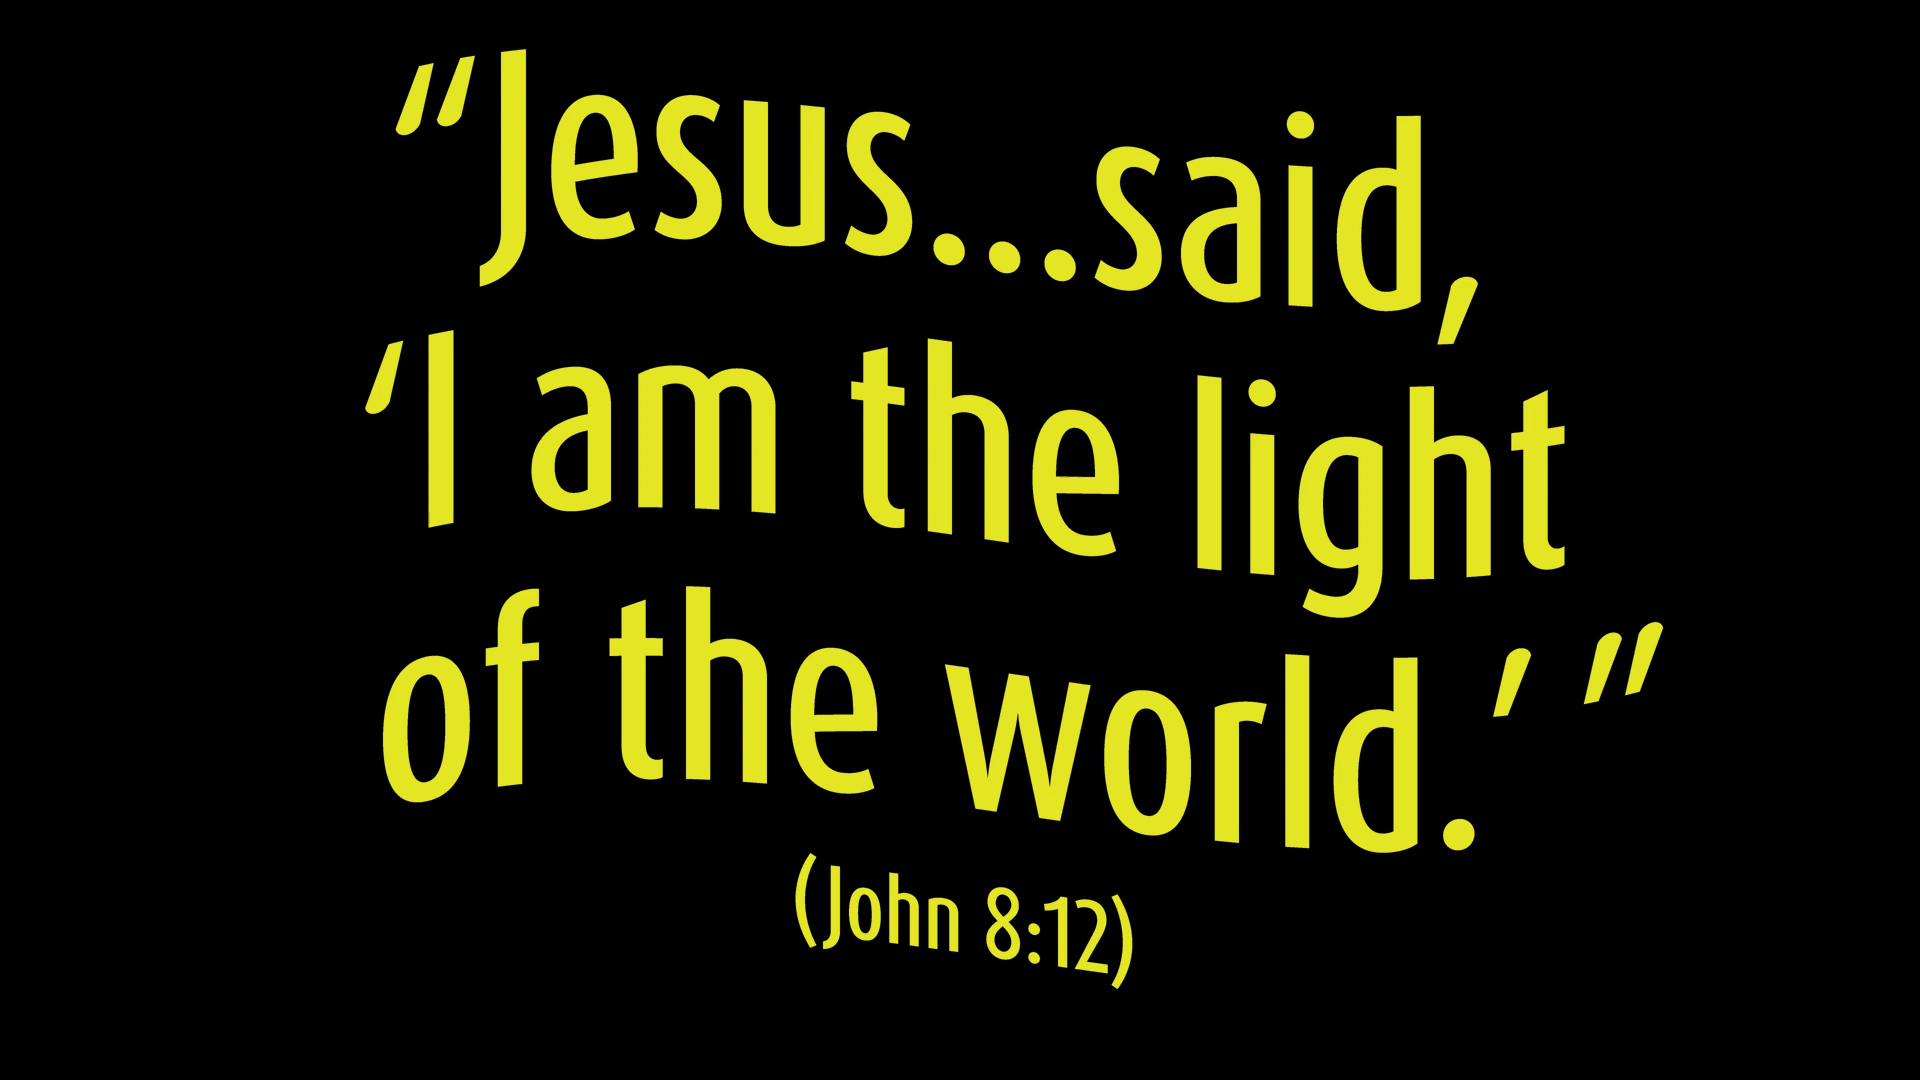 “Jesus...said,
‘I am the light
of the world.’ ”
(John 8:12)